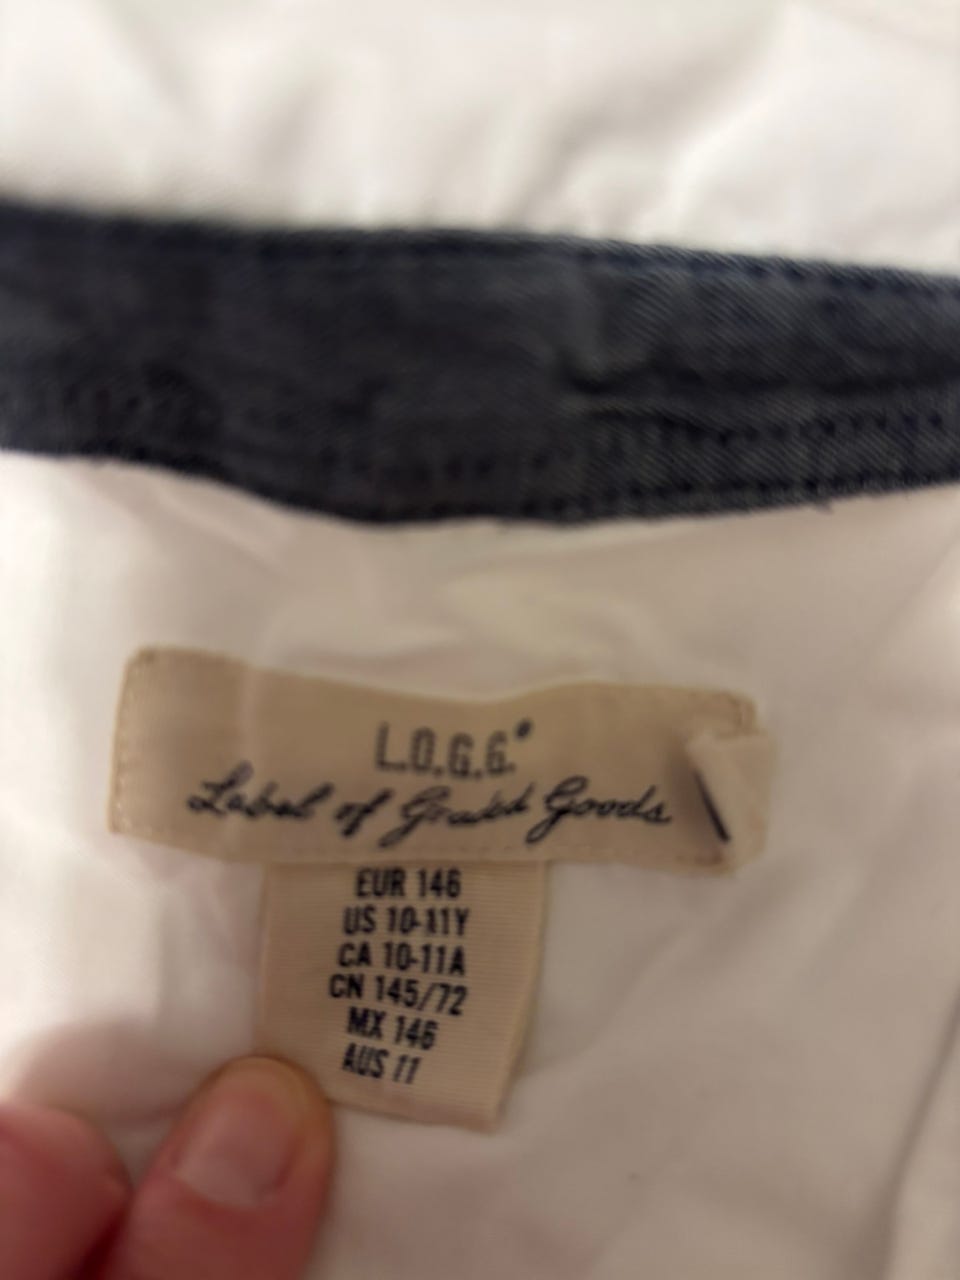 L.O.G.G.®
Label of Graded Goods
EUR 146
US 10-11Y
CA 10-11A
CN 145/72
MX 146
AUS 11